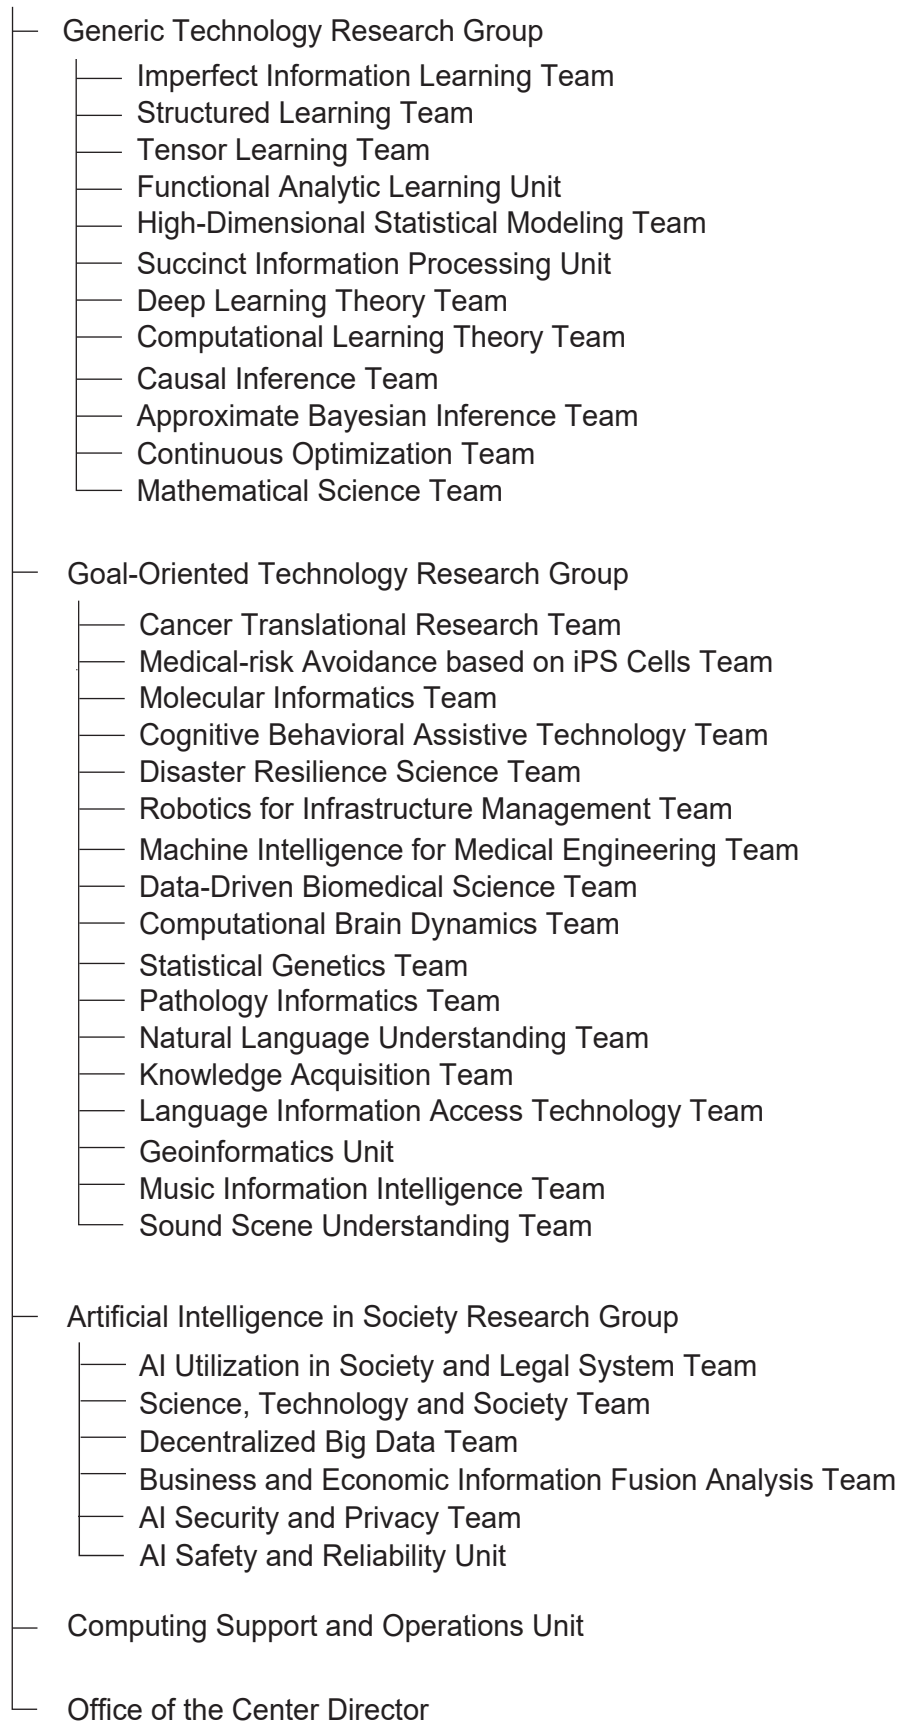 Generic Technology Research Group
Imperfect Information Learning Team
Structured Learning Team
Tensor Learning Team
Functional Analytic Learning Unit
High-Dimensional Statistical Modeling Team
Succinct Information Processing Unit
Deep Learning Theory Team
Computational Learning Theory Team
Causal Inference Team
Approximate Bayesian Inference Team
Continuous Optimization Team
Mathematical Science Team
Goal-Oriented Technology Research Group
Cancer Translational Research Team
Medical-risk Avoidance based on iPS Cells Team
Molecular Informatics Team
Cognitive Behavioral Assistive Technology Team
Disaster Resilience Science Team
Robotics for Infrastructure Management Team
Machine Intelligence for Medical Engineering Team
Data-Driven Biomedical Science Team
Computational Brain Dynamics Team
Statistical Genetics Team
Pathology Informatics Team
Natural Language Understanding Team
Knowledge Acquisition Team
Language Information Access Technology Team
Geoinformatics Unit
Music Information Intelligence Team
Sound Scene Understanding Team
Artificial Intelligence in Society Research Group
AI Utilization in Society and Legal System Team
Science, Technology and Society Team
Decentralized Big Data Team
Business and Economic Information Fusion Analysis Team
AI Security and Privacy Team
AI Safety and Reliability Unit
Computing Support and Operations Unit
Office of the Center Director